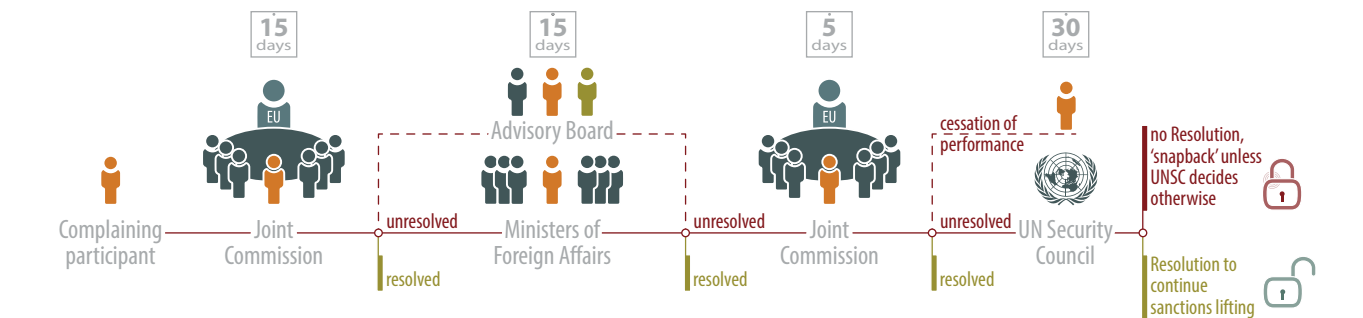 15
days
15
days
5
days
30
days
EU
EU
Advisory Board
cessation of
performance
no Resolution,
‘snapback’ unless
UNSC decides
otherwise
Complaining
participant
Joint
Commission
unresolved
Ministers of
Foreign Affairs
unresolved
Joint
Commission
unresolved
UN Security
Council
resolved
resolved
resolved
Resolution to
continue
sanctions lifting